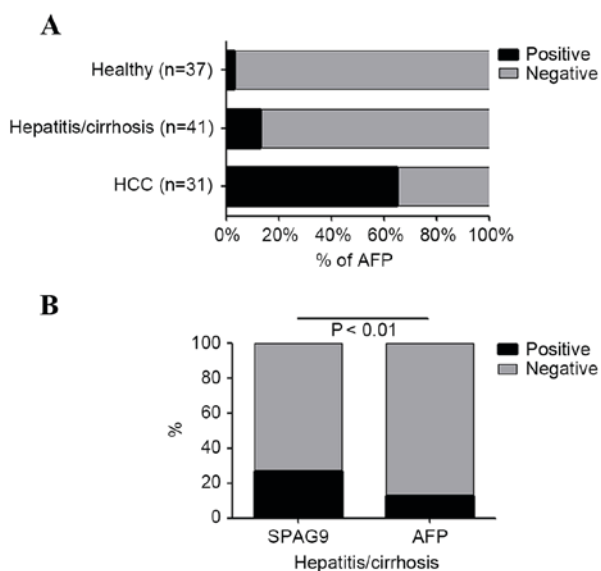 A
Positive
Negative
Healthy (n=37)
Hepatitis/cirrhosis (n=41)
HCC (n=31)
0% 20% 40% 60% 80% 100%
% of AFP
B
P < 0.01
Positive
Negative
100
80
60
40
20
0
%
SPAG9 AFP
Hepatitis/cirrhosis